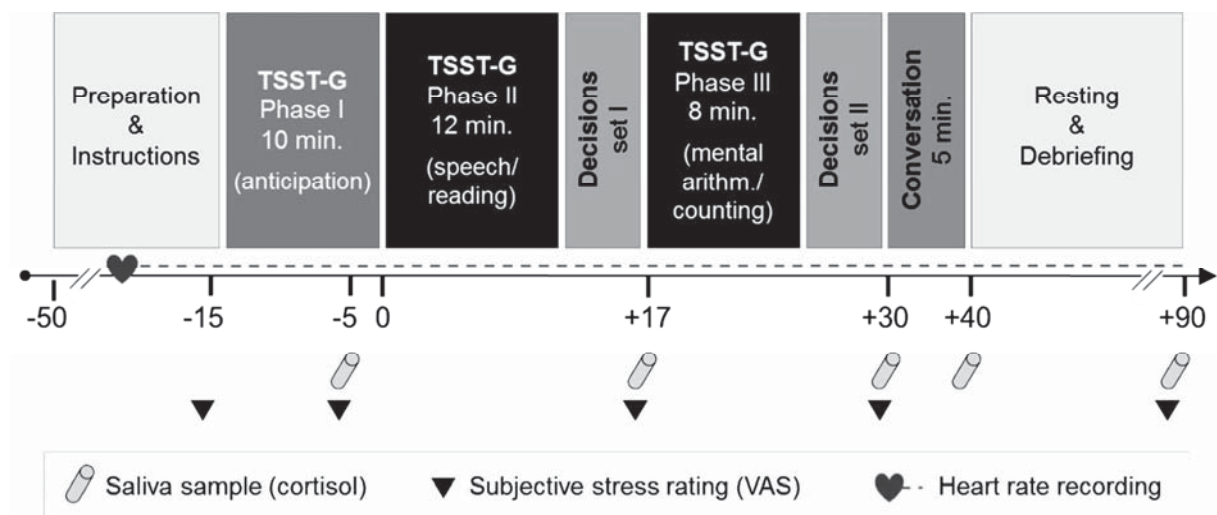 Preparation
&
Instructions
TSST-G
Phase I
10 min.
(anticipation)
TSST-G
Phase II
12 min.
(speech/
reading)
Decisions
set I
TSST-G
Phase III
8 min.
(mental
arithm./
counting)
Decisions
set II
Conversation
5 min.
Resting
&
Debriefing
-50 -15 -5 0 +17 +30 +40 +90
Saliva sample (cortisol) Subjective stress rating (VAS) Heart rate recording